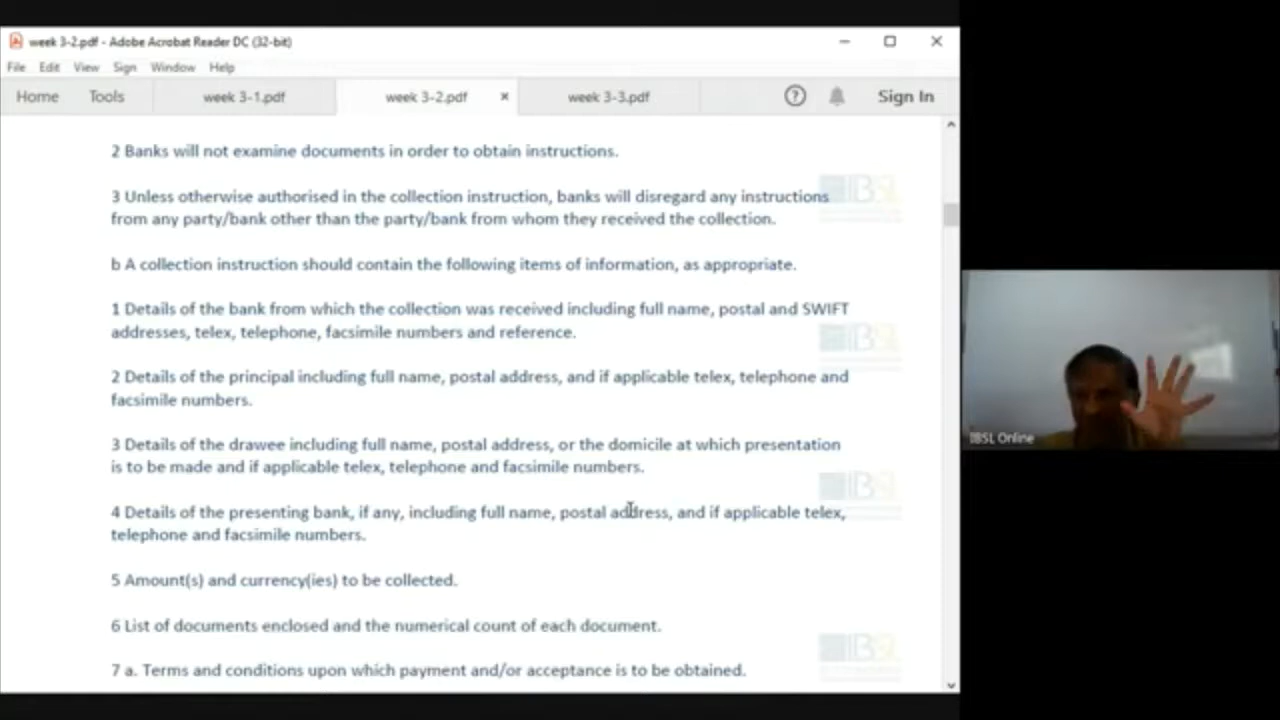 week 3-2.pdf - Adobe Acrobat Reader DC (32-bit)
File Edit View Sign Window Help
Home Tools week 3-1.pdf week 3-2.pdf × week 3-3.pdf ? Sign In
2 Banks will not examine documents in order to obtain instructions.
3 Unless otherwise authorised in the collection instruction, banks will disregard any instructions
from any party/bank other than the party/bank from whom they received the collection.
b A collection instruction should contain the following items of information, as appropriate.
1 Details of the bank from which the collection was received including full name, postal and SWIFT
addresses, telex, telephone, facsimile numbers and reference.
2 Details of the principal including full name, postal address, and if applicable telex, telephone and
facsimile numbers.
3 Details of the drawee including full name, postal address, or the domicile at which presentation
is to be made and if applicable telex, telephone and facsimile numbers.
4 Details of the presenting bank, if any, including full name, postal address, and if applicable telex,
telephone and facsimile numbers.
5 Amount(s) and currency(ies) to be collected.
6 List of documents enclosed and the numerical count of each document.
7 a. Terms and conditions upon which payment and/or acceptance is to be obtained.
IBSL Online